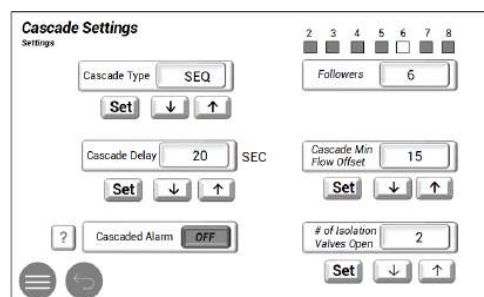 Cascade Settings
Settings
2 3 4 5 6 7 8
Cascade Type SEQ
Followers 6
Set
Cascade Delay 20 SEC
Cascade Min
Flow Offset 15
Set
Set
? Cascaded Alarm OFF
# of Isolation
Valves Open 2
Set